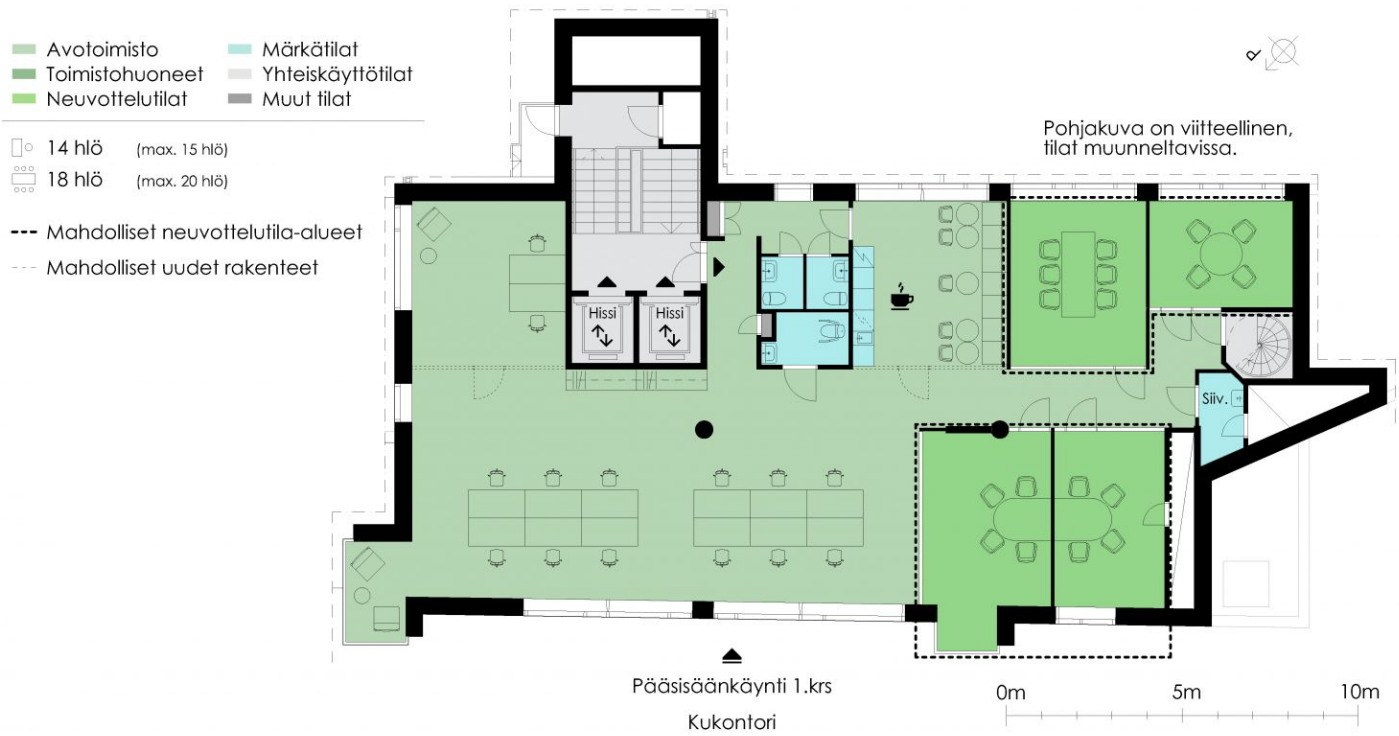 Avotoimisto
Toimistohuoneet
Neuvottelutilat
Märkätilat
Yhteiskäyttötilat
Muut tilat
14 hlö (max. 15 hlö)
18 hlö (max. 20 hlö)
Mahdolliset neuvottelutila-alueet
Mahdolliset uudet rakenteet
P
Pohjakuva on viitteellinen,
tilat muunneltavissa.
Hissi
Hissi
Siiv.
Pääsisäänkäynti 1.krs
Kukontori
0m 5m 10m